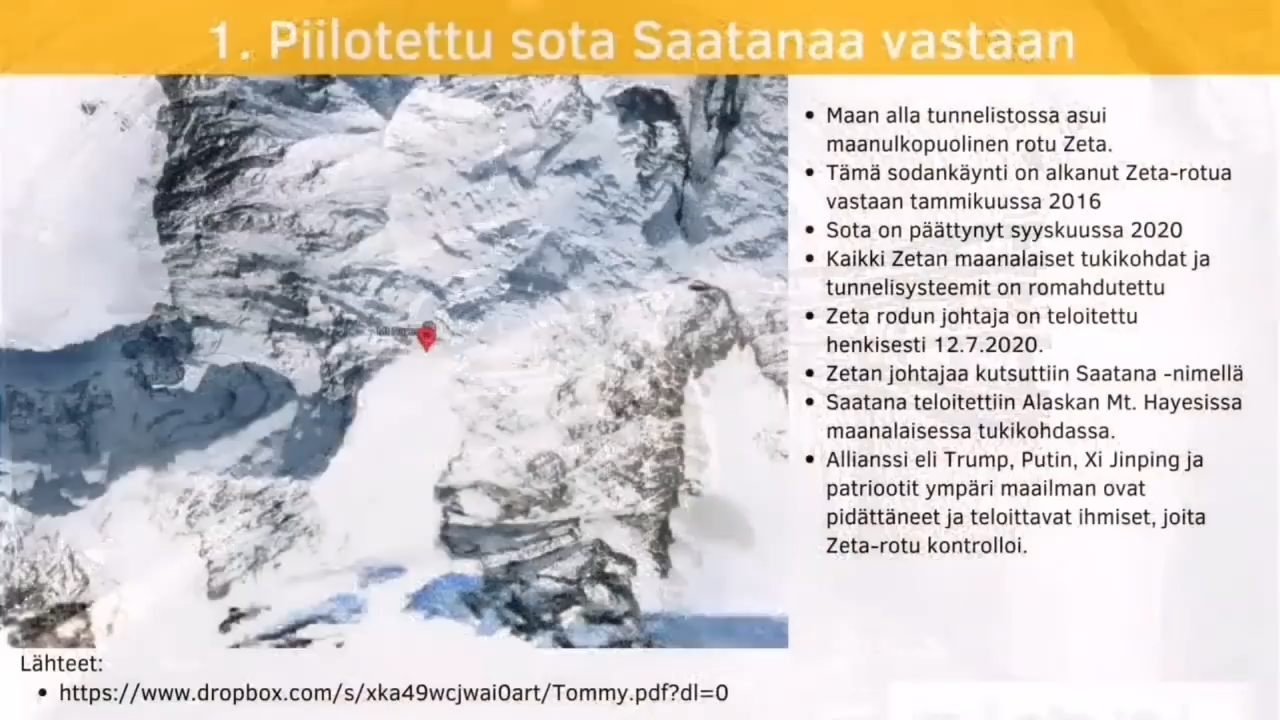 1. Piilotettu sota Saatanaa vastaan
• Maan alla tunnelistossa asui
maanulkopuolinen rotu Zeta.
• Tämä sodankäynti on alkanut Zeta-rotua
vastaan tammikuussa 2016
• Sota on päättynyt syyskuussa 2020
• Kaikki Zetan maanalaiset tukikohdat ja
tunnelisysteemit on romahdutettu
• Zeta rodun johtaja on teloitettu
henkisesti 12.7.2020.
• Zetan johtajaa kutsuttiin Saatana -nimellä
• Saatana teloitettiin Alaskan Mt. Hayesissa
maanalaisessa tukikohdassa.
• Allianssi eli Trump, Putin, Xi Jinping ja
patriootit ympäri maailman ovat
pidättäneet ja teloittavat ihmiset, joita
Zeta-rotu kontrolloi.
Lähteet:
• https://www.dropbox.com/s/xka49wcjwai0art/Tommy.pdf?dl=0